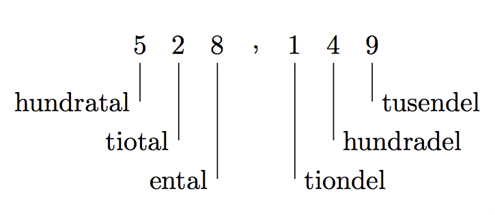 5 2 8 , 1 4 9
hundratal tusendel
tiotal hundradel
ental tiondel